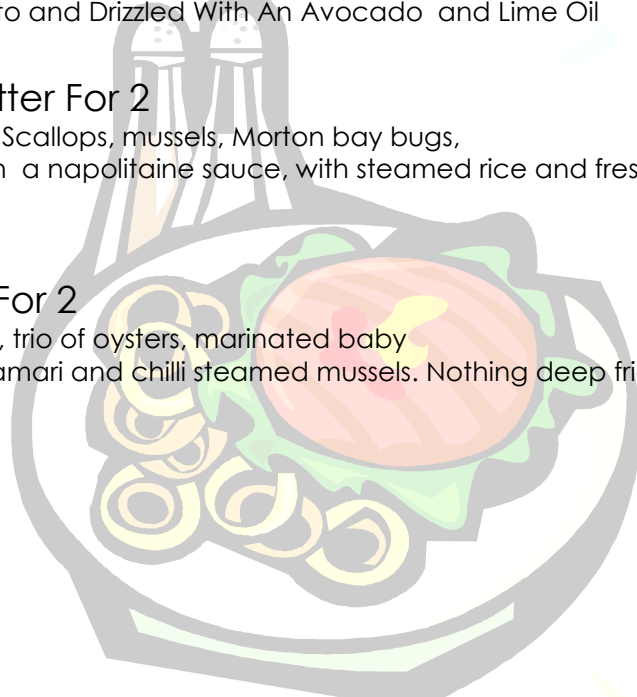 to and Drizzled With An Avocado and Lime Oil
tter For 2
Scallops, mussels, Morton bay bugs,
a napolitaine sauce, with steamed rice and fres
For 2
, trio of oysters, marinated baby
amari and chilli steamed mussels. Nothing deep fri